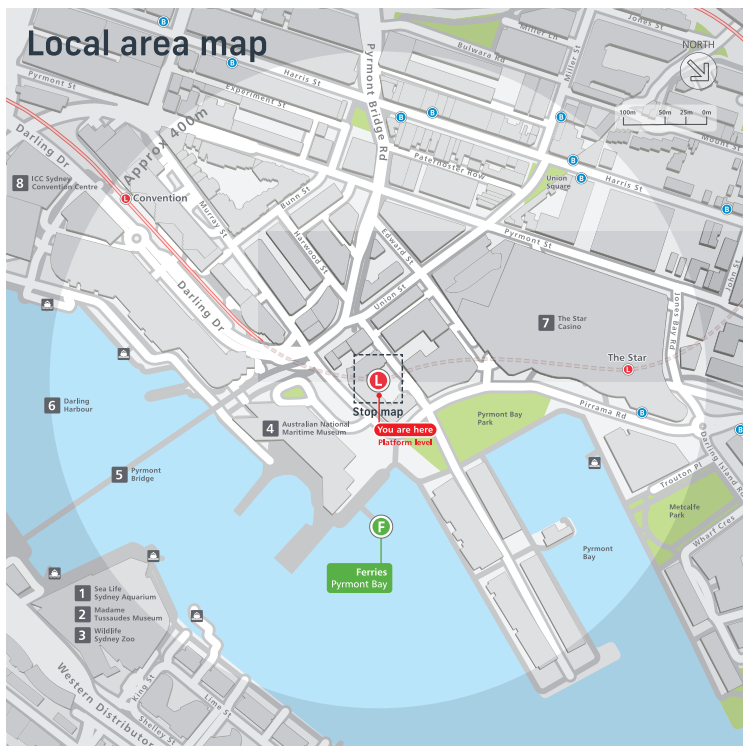 Local area map
NORTH
100m 50m 25m 0m
Miller Ln
Jones St
Bulwara Rd
Miller St
Mount St
Pyrmont St
Harris St
Experiment St
Pyrmont Bridge Rd
Darling Dr
Approx 400m
Paternoster Row
Union
Square
Harris St
8
ICC Sydney
Convention Centre
L
Convention
Murray St
Bunn St
Harwood St
Edward St
Pyrmont St
John St
Darling Dr
Union St
7
The Star
Casino
Jones Bay Rd
The Star
L
L
Stop map
You are here
Platform level
6
Darling
Harbour
4
Australian National
Maritime Museum
Pyrmont Bay
Park
Pirrama Rd
Darling Island Rd
5
Pyrmont
Bridge
Trouton Pl
Metcalfe
Park
Wharf Cres
F
Ferries
Pyrmont Bay
Pyrmont
Bay
1
Sea Life
Sydney Aquarium
2
Madame
Tussaudes Museum
3
Wildlife
Sydney Zoo
Western Distributor
King St
Shelley St
Lime St
B
B
B
B
B
B
B
B
B
B